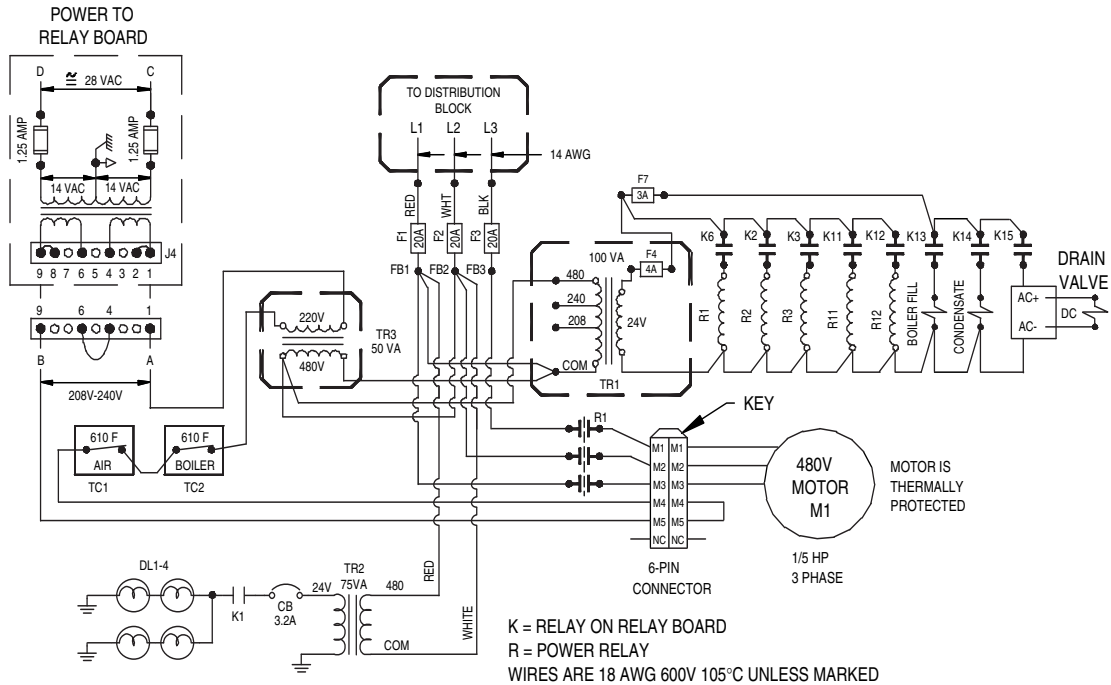 POWER TO
RELAY BOARD
D
≅ 28 VAC
C
1.25 AMP
1.25 AMP
14 VAC
14 VAC
J4
9 8 7 6 5 4 3 2 1
9
6
4
1
B
A
208V-240V
610 F
AIR
TC1
610 F
BOILER
TC2
TO DISTRIBUTION
BLOCK
L1
L2
L3
14 AWG
RED
WHT
BLK
F1
20A
F2
20A
F3
20A
FB1
FB2
FB3
220V
480V
TR3
50 VA
100 VA
480
240
208
COM
24V
F4
4A
TR1
F7
3A
K6
K2
K3
K11
K12
K13
K14
K15
R1
R2
R3
R11
R12
BOILER FILL
CONDENSATE
DRAIN
VALVE
AC+
AC-
DC
KEY
R1
M1 M1
M2 M2
M3 M3
M4 M4
M5 M5
NC NC
6-PIN
CONNECTOR
480V
MOTOR
M1
MOTOR IS
THERMALLY
PROTECTED
1/5 HP
3 PHASE
DL1-4
K1
CB
3.2A
24V
TR2
75VA
480
COM
RED
WHITE
K = RELAY ON RELAY BOARD
R = POWER RELAY
WIRES ARE 18 AWG 600V 105°C UNLESS MARKED